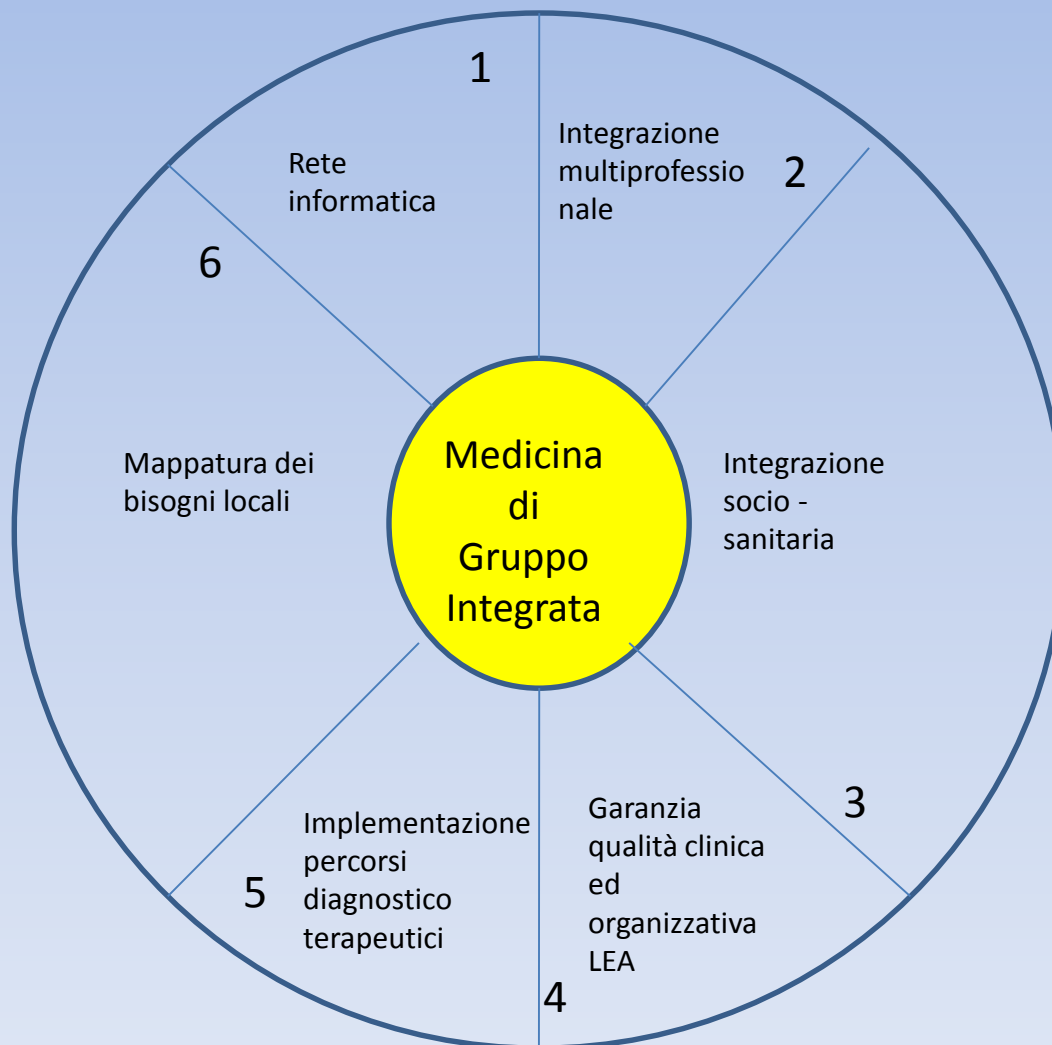 1
Rete
informatica
Integrazione
multiprofessio
nale
2
6
Mappatura dei
bisogni locali
Medicina
di
Gruppo
Integrata
Integrazione
socio -
sanitaria
3
Garanzia
qualità clinica
ed
organizzativa
LEA
4
Implementazione
percorsi
diagnostico
terapeutici
5